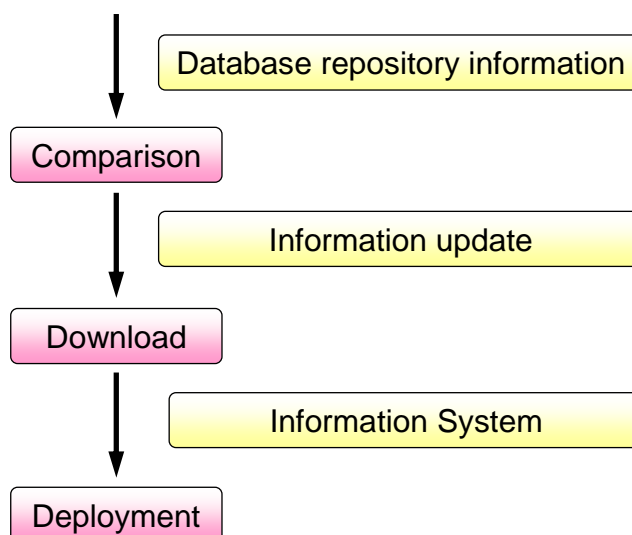 Database repository information
Comparison
Information update
Download
Information System
Deployment